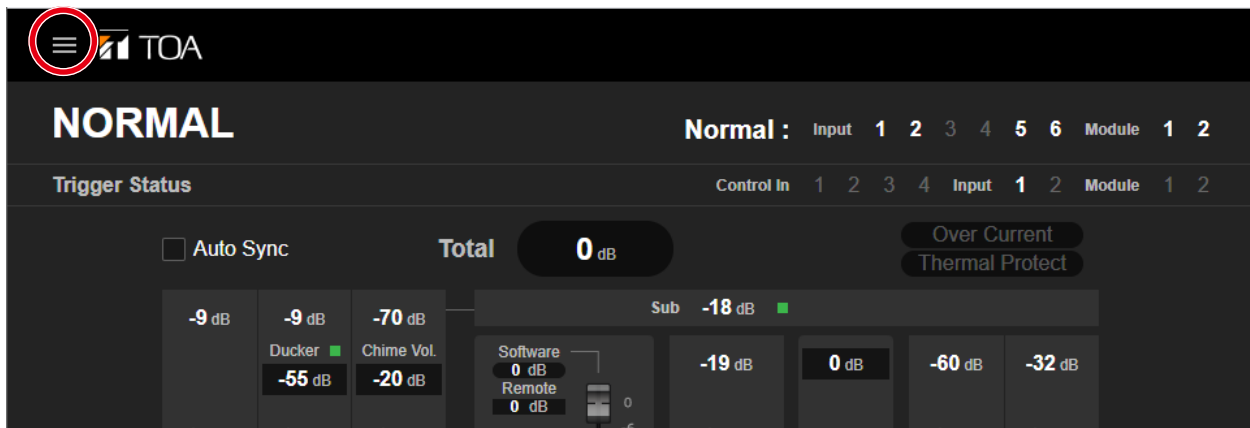 TOA
NORMAL
Normal : Input 1 2 3 4 5 6 Module 1 2
Trigger Status
Control In 1 2 3 4 Input 1 2 Module 1 2
Auto Sync
Total 0 dB
Over Current
Thermal Protect
Sub -18 dB
-9 dB -9 dB -70 dB
Ducker Chime Vol.
-55 dB -20 dB
Software
0 dB
Remote
0 dB
0
-6
-19 dB 0 dB -60 dB -32 dB